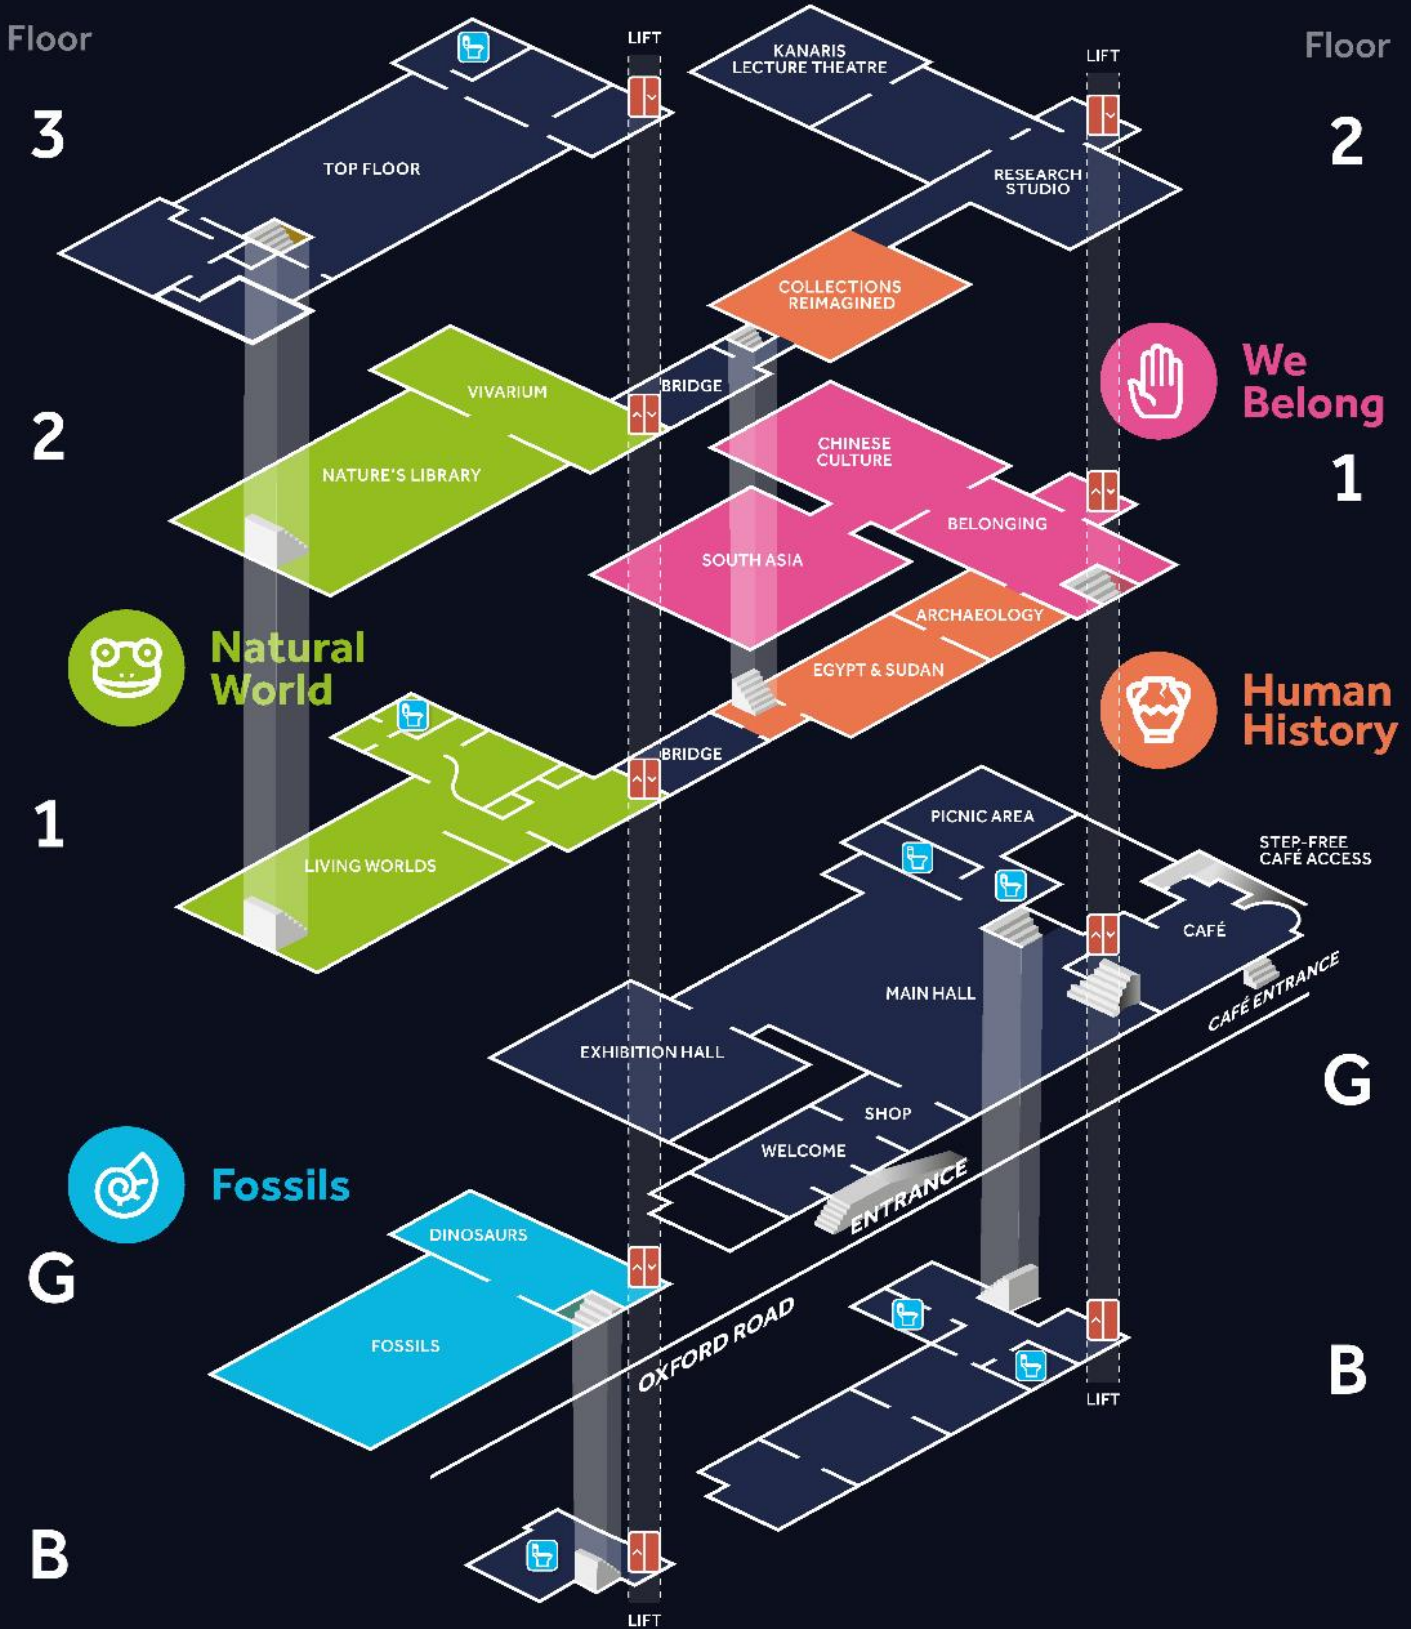 Floor
LIFT
KANARIS
LECTURE THEATRE
LIFT
Floor
3
TOP FLOOR
RESEARCH
STUDIO
2
COLLECTIONS
REIMAGINED
We
Belong
2
VIVARIUM
BRIDGE
NATURE'S LIBRARY
CHINESE
CULTURE
1
BELONGING
SOUTH ASIA
ARCHAEOLOGY
EGYPT & SUDAN
Natural
World
Human
History
BRIDGE
1
LIVING WORLDS
PICNIC AREA
STEP-FREE
CAFÉ ACCESS
CAFÉ
MAIN HALL
CAFÉ ENTRANCE
EXHIBITION HALL
G
SHOP
WELCOME
ENTRANCE
Fossils
DINOSAURS
G
FOSSILS
OXFORD ROAD
B
LIFT
B
LIFT